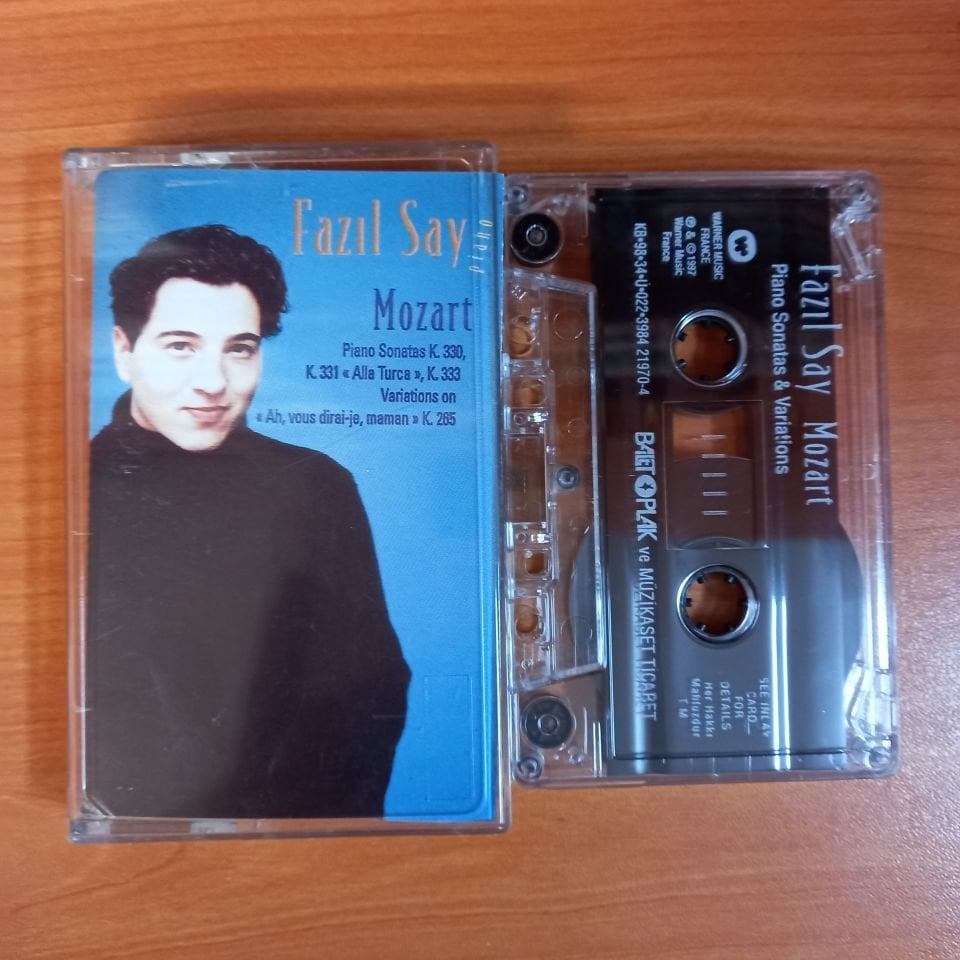 Fazıl Say
piano
Mozart
Piano Sonatas K. 330,
K. 331 « Alla Turca », K. 333
Variations on
« Ah, vous dirai-je, maman » K. 265
Fazıl Say Mozart
Piano Sonatas & Variations
WARNER MUSIC
FRANCE
℗ & ©1997
Warner Music
France
KB•98•34•Ü•022•3984 21970-4
BALET PLAK ve MÜZİKASET TİCARET
SEE INLAY
CARD
FOR
DETAILS
Her Hakkı
Mahfuzdur
T M